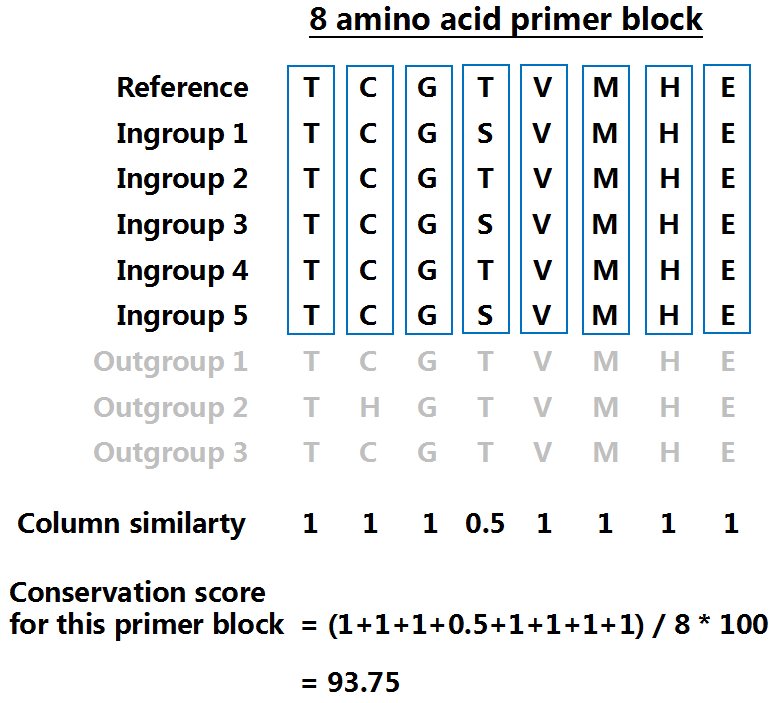 8 amino acid primer block
Reference T C G T V M H E
Ingroup 1 T C G S V M H E
Ingroup 2 T C G T V M H E
Ingroup 3 T C G S V M H E
Ingroup 4 T C G T V M H E
Ingroup 5 T C G S V M H E
Outgroup 1 T C G T V M H E
Outgroup 2 T H G T V M H E
Outgroup 3 T C G T V M H E
Column similarty 1 1 1 0.5 1 1 1 1
Conservation score
for this primer block = (1+1+1+0.5+1+1+1+1) / 8 * 100
= 93.75